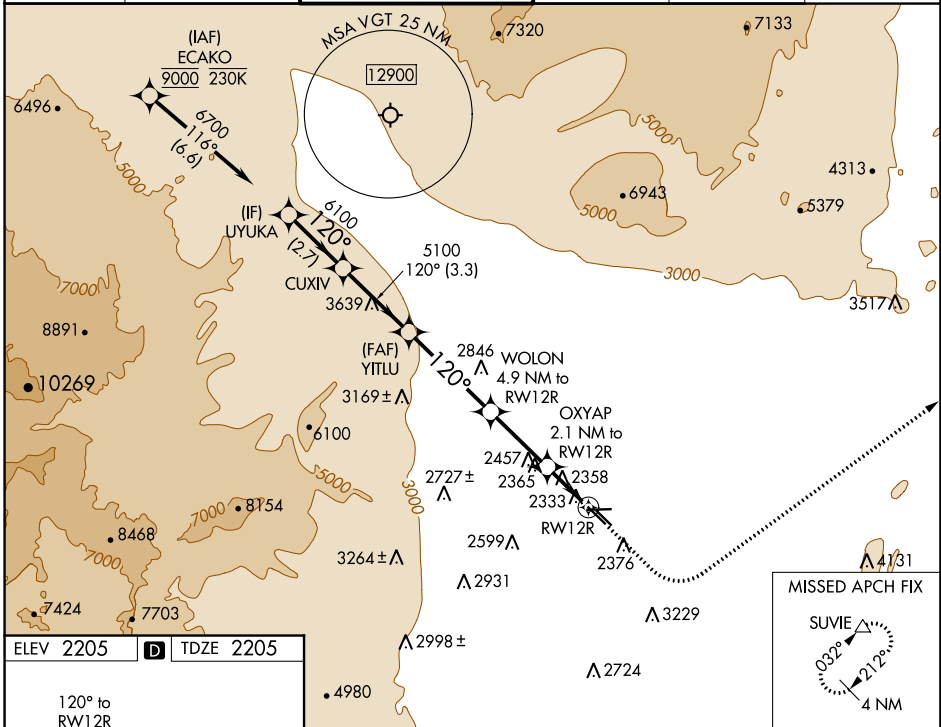 MSA VGT 25 NM
12900
7320
7133
(IAF)
ECAKO
9000 230K
6496
6700
116°
(6.6)
5000
5000
4313
6943
5000
5379
(IF)
UYUKA
6100
120°
(2.7)
CUXIV
5100
120° (3.3)
3000
3639
3517
7000
8891
(FAF)
YITLU
120°
2846
WOLON
4.9 NM to
RW12R
10269
3169±
OXYAP
2.1 NM to
RW12R
6100
2457
2365
2358
2333
RW12R
5000
3000
2727±
7000
8154
8468
7000
2599
2376
3264±
2931
4131
7424
7703
3229
2998±
2724
4980
MISSED APCH FIX
SUVIE
032°
212°
4 NM
ELEV 2205
D
TDZE 2205
120° to
RW12R